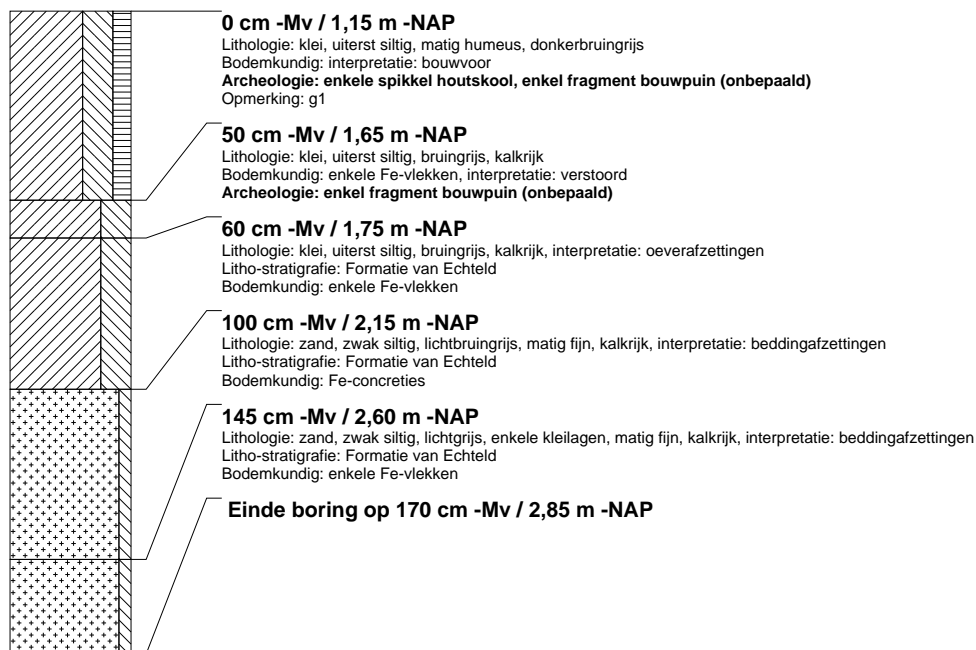 0 cm -Mv / 1,15 m -NAP
Lithologie: klei, uiterst siltig, matig humeus, donkerbruingrijs
Bodemkundig: interpretatie: bouwvoor
Archeologie: enkele spikkel houtskool, enkel fragment bouwpuin (onbepaald)
Opmerking: g1
50 cm -Mv / 1,65 m -NAP
Lithologie: klei, uiterst siltig, bruingrijs, kalkrijk
Bodemkundig: enkele Fe-vlekken, interpretatie: verstoord
Archeologie: enkel fragment bouwpuin (onbepaald)
60 cm -Mv / 1,75 m -NAP
Lithologie: klei, uiterst siltig, bruingrijs, kalkrijk, interpretatie: oeverafzettingen
Litho-stratigrafie: Formatie van Echteld
Bodemkundig: enkele Fe-vlekken
100 cm -Mv / 2,15 m -NAP
Lithologie: zand, zwak siltig, lichtbruingrijs, matig fijn, kalkrijk, interpretatie: beddingafzettingen
Litho-stratigrafie: Formatie van Echteld
Bodemkundig: Fe-concreties
145 cm -Mv / 2,60 m -NAP
Lithologie: zand, zwak siltig, lichtgrijs, enkele kleilagen, matig fijn, kalkrijk, interpretatie: beddingafzettingen
Litho-stratigrafie: Formatie van Echteld
Bodemkundig: enkele Fe-vlekken
Einde boring op 170 cm -Mv / 2,85 m -NAP